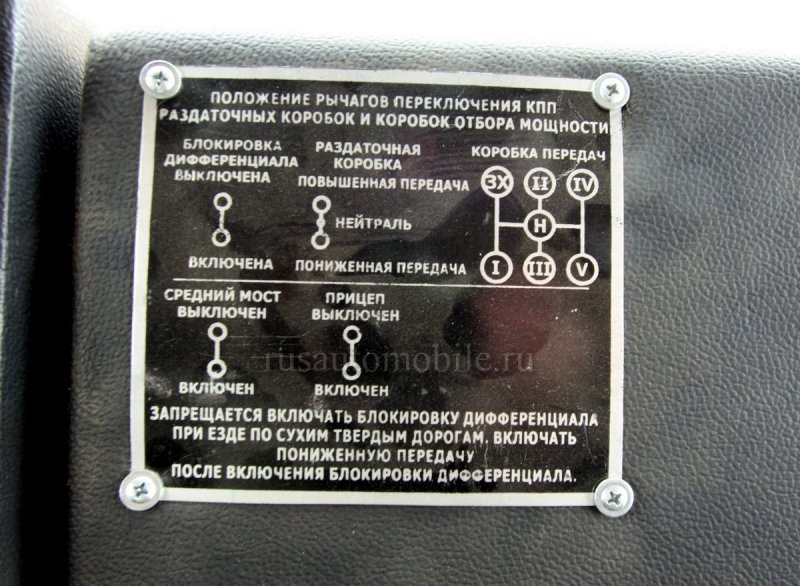 ПОЛОЖЕНИЕ РЫЧАГОВ ПЕРЕКЛЮЧЕНИЯ КПП
РАЗДАТОЧНЫХ КОРОБОК И КОРОБОК ОТБОРА МОЩНОСТИ
БЛОКИРОВКА
ДИФФЕРЕНЦИАЛА
ВЫКЛЮЧЕНА
ВКЛЮЧЕНА
РАЗДАТОЧНАЯ
КОРОБКА
ПОВЫШЕННАЯ ПЕРЕДАЧА
НЕЙТРАЛЬ
ПОНИЖЕННАЯ ПЕРЕДАЧА
КОРОБКА ПЕРЕДАЧ
ЗХ II IV
Н
I III V
СРЕДНИЙ МОСТ
ВЫКЛЮЧЕН
ВКЛЮЧЕН
ПРИЦЕП
ВЫКЛЮЧЕН
ВКЛЮЧЕН
rusautomobile.ru
ЗАПРЕЩАЕТСЯ ВКЛЮЧАТЬ БЛОКИРОВКУ ДИФФЕРЕНЦИАЛА
ПРИ ЕЗДЕ ПО СУХИМ ТВЕРДЫМ ДОРОГАМ. ВКЛЮЧАТЬ
ПОНИЖЕННУЮ ПЕРЕДАЧУ
ПОСЛЕ ВКЛЮЧЕНИЯ БЛОКИРОВКИ ДИФФЕРЕНЦИАЛА.